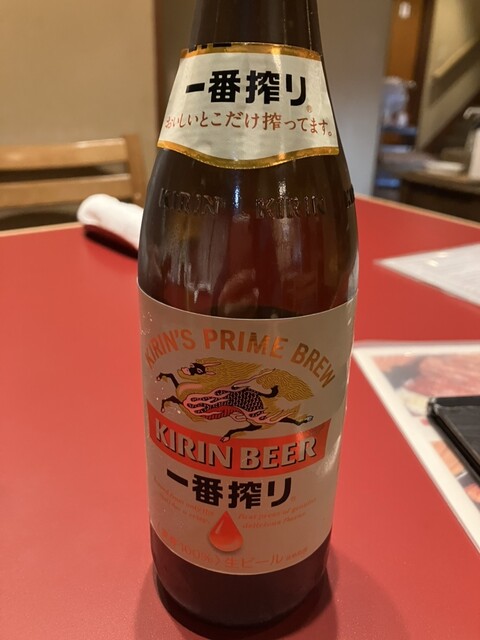 一番搾り®
おいしいとこだけ搾ってます。
KIRIN KIRIN
KIRIN'S PRIME BREW
KIRIN BEER
一番搾り
生ビール